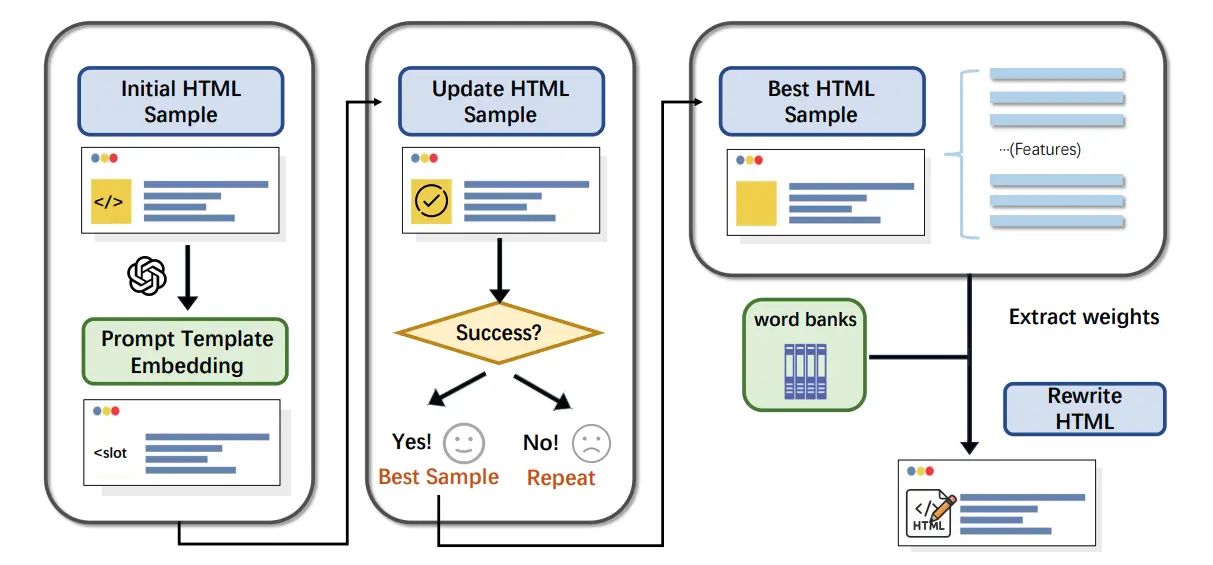 Initial HTML
Sample
</>
Prompt Template
Embedding
<slot
Update HTML
Sample
Success?
Yes!
No!
Best Sample
Repeat
Best HTML
Sample
···(Features)
word banks
Extract weights
Rewrite
HTML
</>
HTML